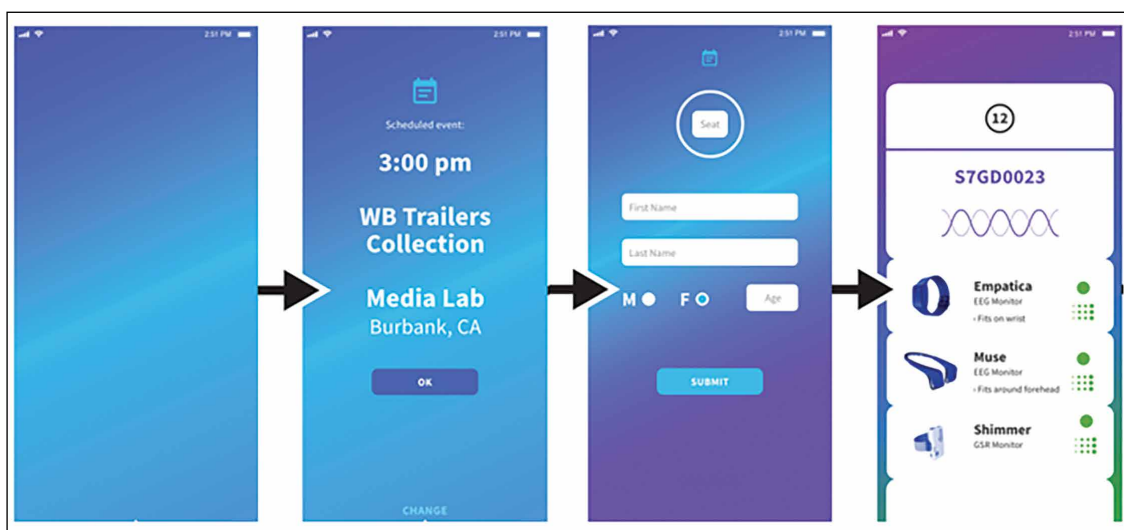 2:51 PM
2:51 PM
Scheduled event:
3:00 pm
WB Trailers
Collection
Media Lab
Burbank, CA
OK
CHANGE
2:51 PM
Seat
First Name
Last Name
M
F
Age
SUBMIT
2:51 PM
12
S7GD0023
Empatica
EEG Monitor
- Fits on wrist
Muse
EEG Monitor
- Fits around forehead
Shimmer
GSR Monitor